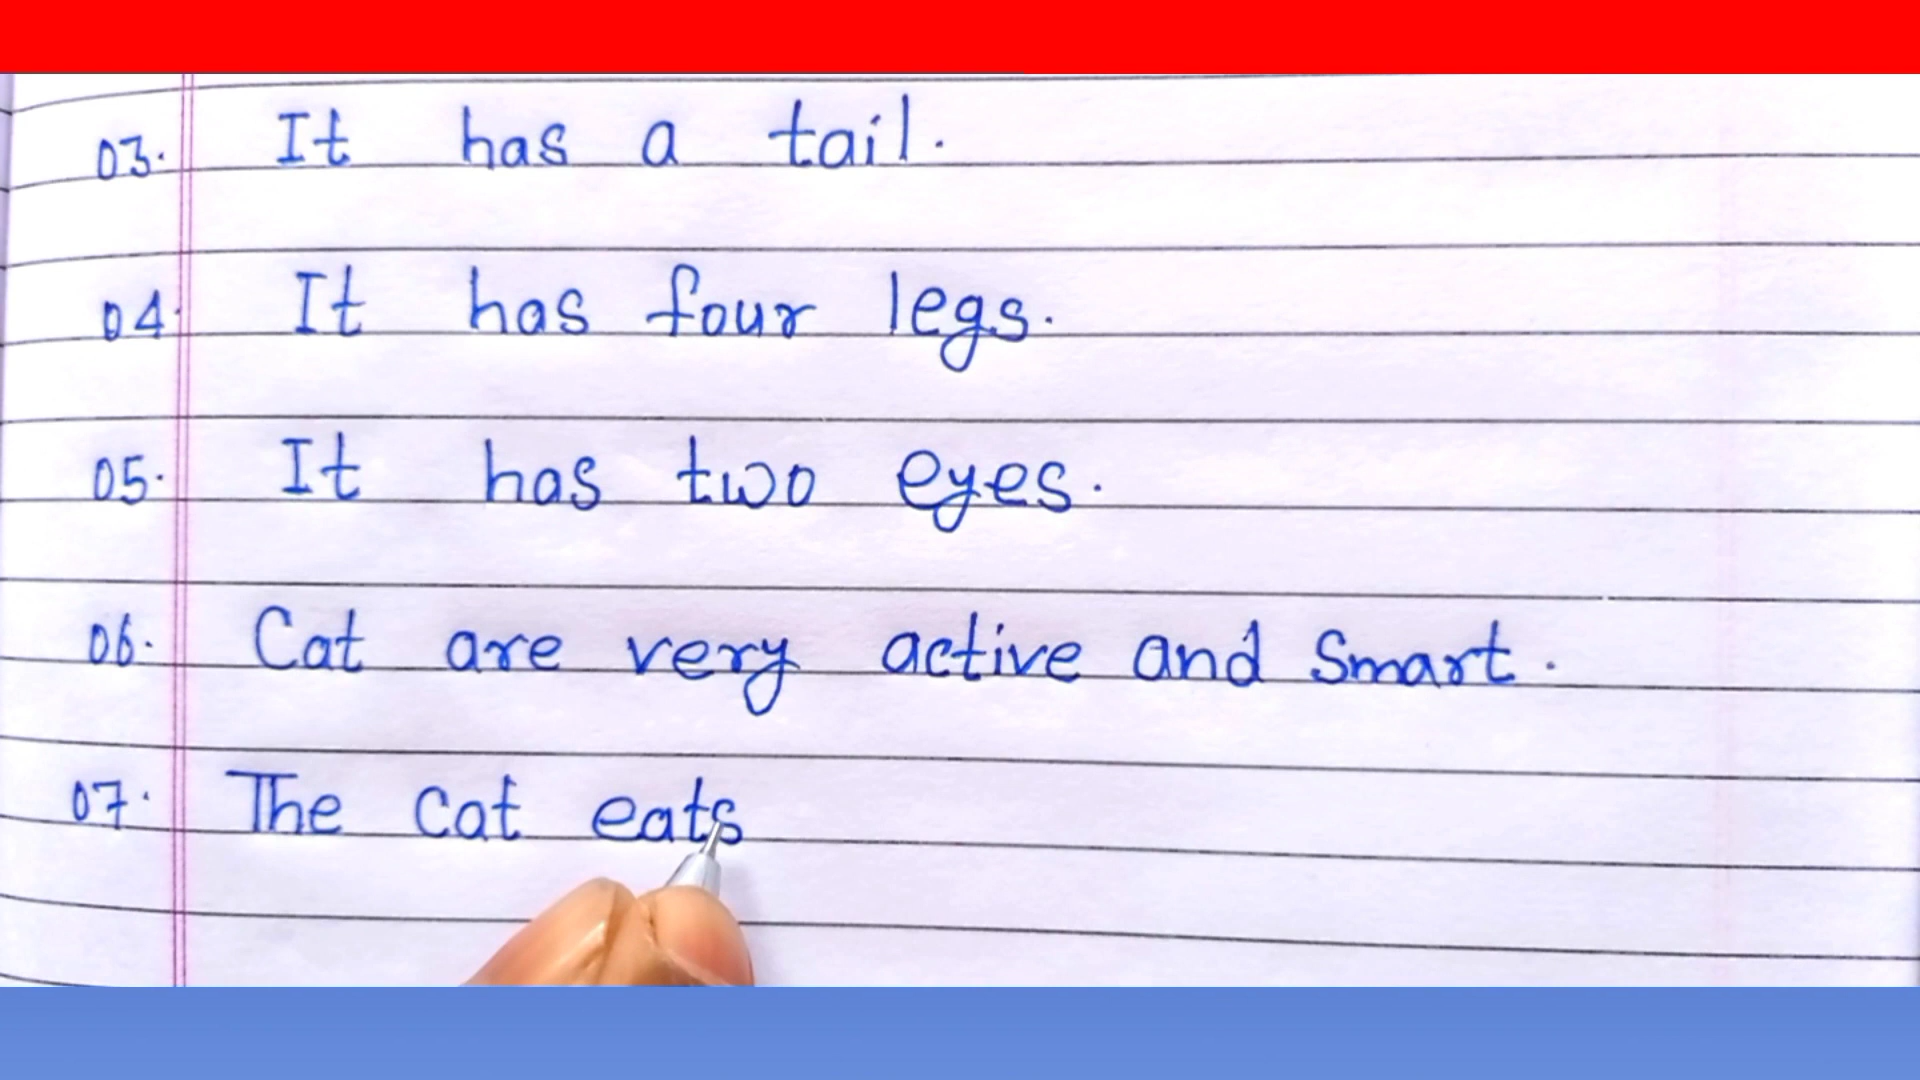 03. It has a tail.
04. It has four legs.
05. It has two eyes.
06. Cat are very active and Smart.
07. The Cat eats